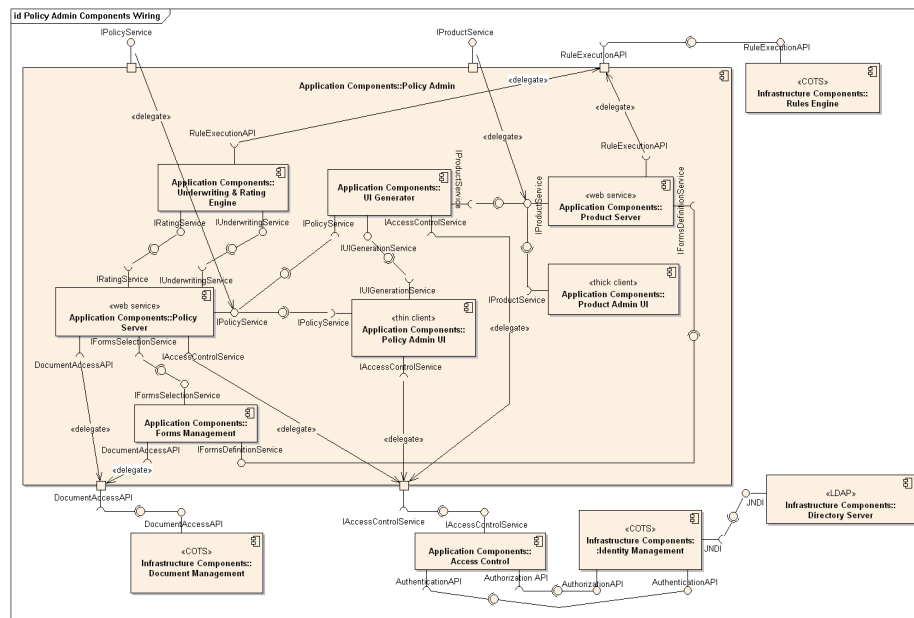 id Policy Admin Components Wiring
IPolicyService
IProductService
RuleExecutionAPI
RuleExecutionAPI
«COTS»
Infrastructure Components::
Rules Engine
Application Components::Policy Admin
«delegate»
«delegate»
«delegate»
«delegate»
RuleExecutionAPI
RuleExecutionAPI
Application Components::
Underwriting & Rating
Engine
Application Components::
UI Generator
IProductService
IProductService
«web service»
Application Components::
Product Server
IFormsDefinitionService
IRatingService
IUnderwritingService
IPolicyService
IAccessControlService
IUIGenerationService
IRatingService
IUnderwritingService
IUIGenerationService
IProductService
«thick client»
Application Components::
Product Admin UI
«web service»
Application Components::Policy
Server
IPolicyService
IPolicyService
«thin client»
Application Components::
Policy Admin UI
«delegate»
IFormsSelectionService
DocumentAccessAPI
IAccessControlService
IAccessControlService
IFormsSelectionService
Application Components::
Forms Management
«delegate»
«delegate»
«delegate»
DocumentAccessAPI
IFormsDefinitionService
«delegate»
DocumentAccessAPI
DocumentAccessAPI
«COTS»
Infrastructure Components::
Document Management
IAccessControlService
IAccessControlService
Application Components::
Access Control
«COTS»
Infrastructure Components:
:Identity Management
JNDI
JNDI
«LDAP»
Infrastructure Components::
Directory Server
AuthenticationAPI
Authorization API
AuthorizationAPI
AuthenticationAPI